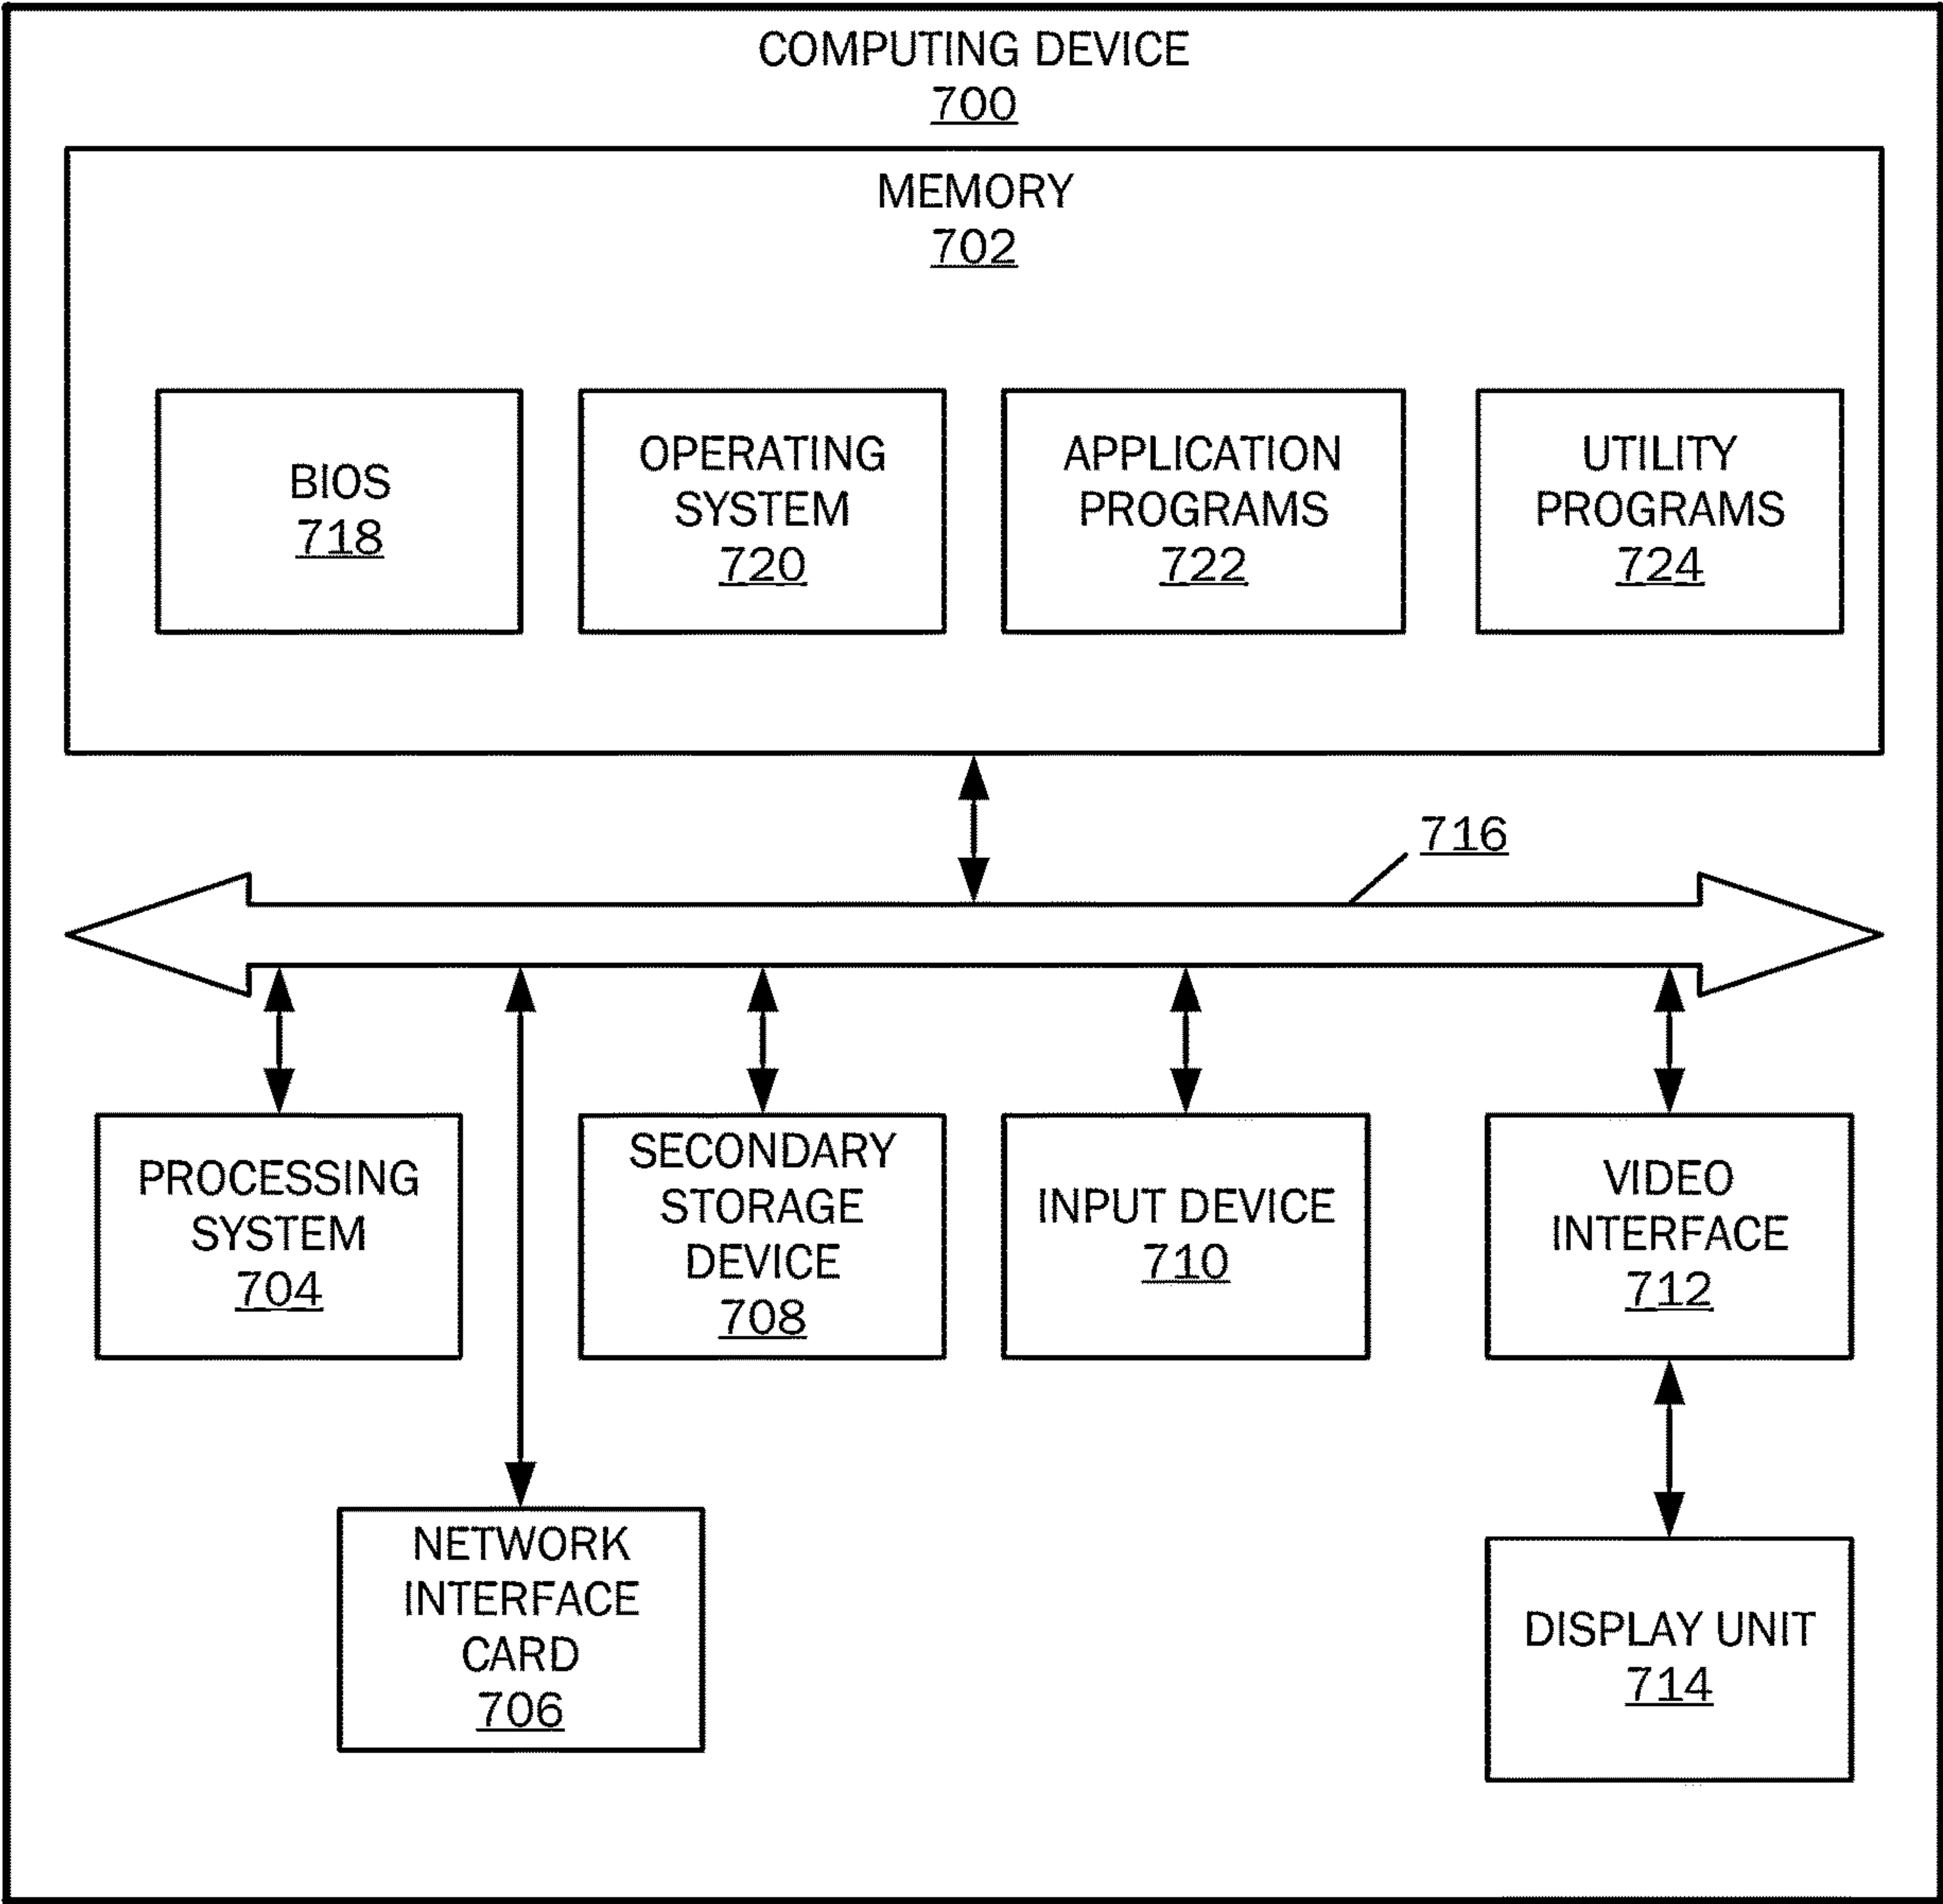 COMPUTING DEVICE
700
MEMORY
702
BIOS
718
OPERATING
SYSTEM
720
APPLICATION
PROGRAMS
722
UTILITY
PROGRAMS
724
716
PROCESSING
SYSTEM
704
SECONDARY
STORAGE
DEVICE
708
INPUT DEVICE
710
VIDEO
INTERFACE
712
NETWORK
INTERFACE
CARD
706
DISPLAY UNIT
714